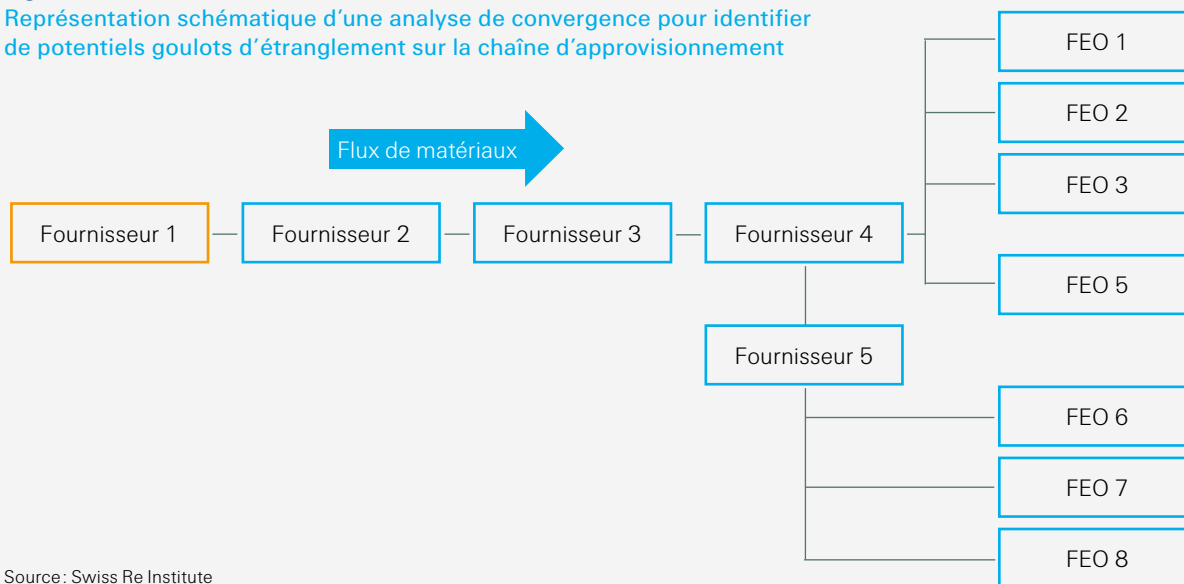 Représentation schématique d’une analyse de convergence pour identifier
de potentiels goulots d’étranglement sur la chaîne d’approvisionnement
Flux de matériaux
Fournisseur 1
Fournisseur 2
Fournisseur 3
Fournisseur 4
Fournisseur 5
FEO 1
FEO 2
FEO 3
FEO 5
FEO 6
FEO 7
FEO 8
Source: Swiss Re Institute